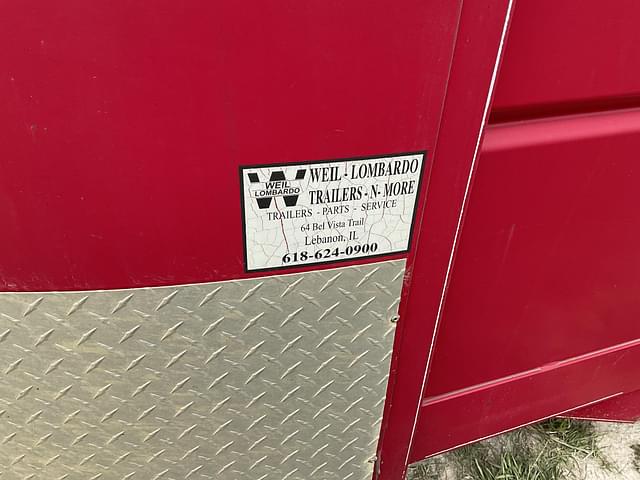 WEIL
LOMBARDO
WEIL - LOMBARDO
TRAILERS - N - MORE
TRAILERS - PARTS - SERVICE
64 Bel Vista Trail
Lebanon, IL
618-624-0900